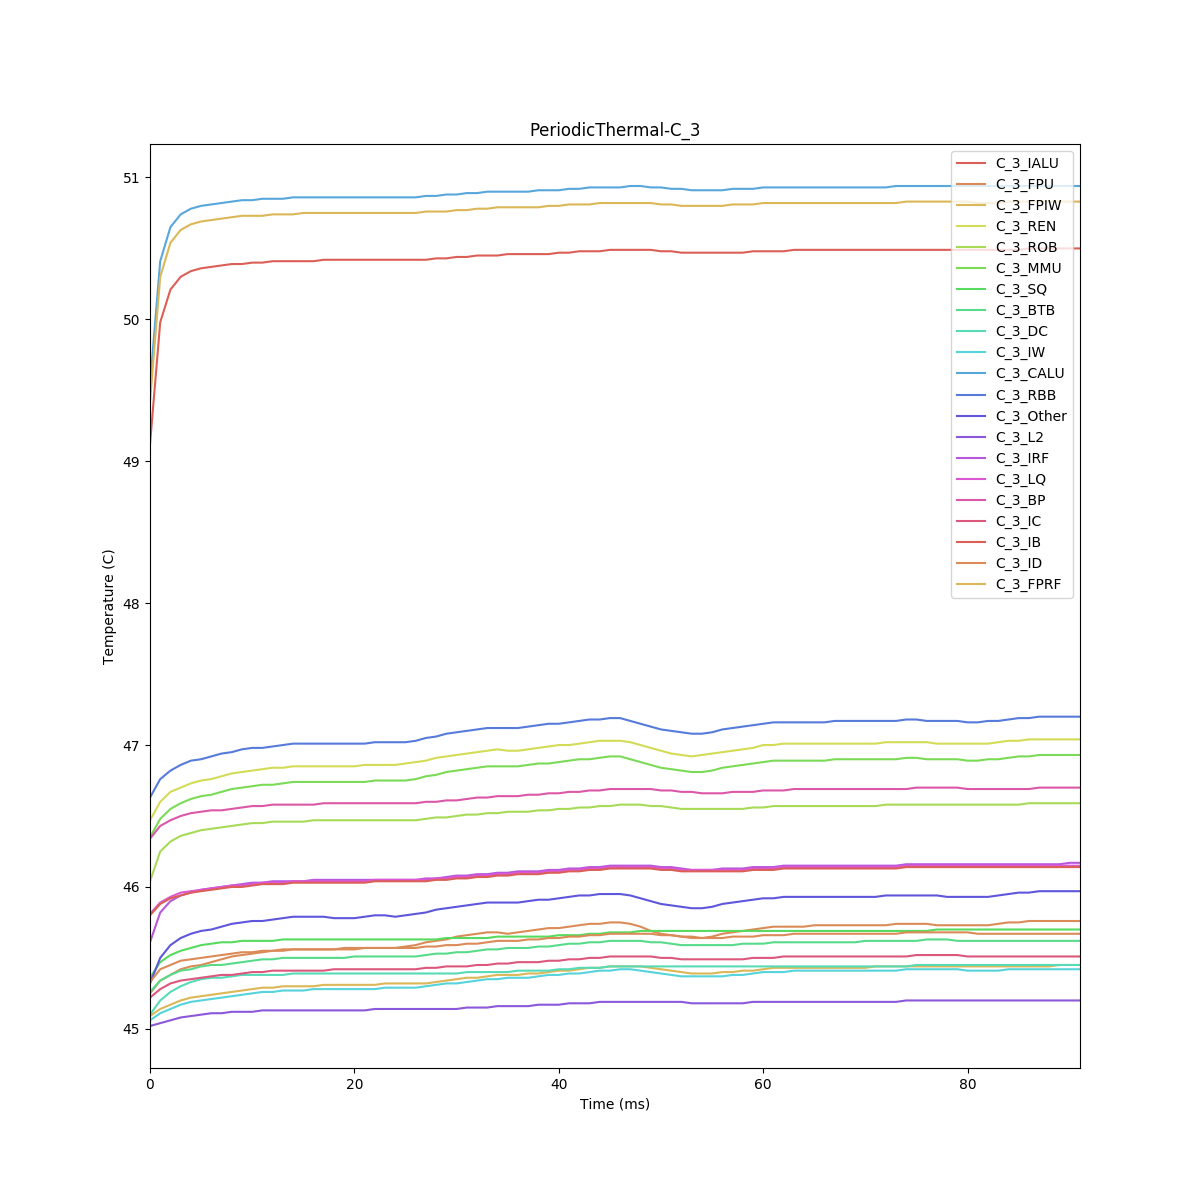 PeriodicThermal-C_3
51
50
49
48
47
46
45
Temperature (C)
0
20
40
60
80
Time (ms)
C_3_IALU
C_3_FPU
C_3_FPIW
C_3_REN
C_3_ROB
C_3_MMU
C_3_SQ
C_3_BTB
C_3_DC
C_3_IW
C_3_CALU
C_3_RBB
C_3_Other
C_3_L2
C_3_IRF
C_3_LQ
C_3_BP
C_3_IC
C_3_IB
C_3_ID
C_3_FPRF